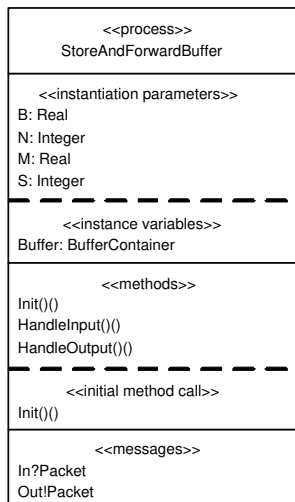 <<process>>
StoreAndForwardBuffer
<<instantiation parameters>>
B: Real
N: Integer
M: Real
S: Integer
<<instance variables>>
Buffer: BufferContainer
<<methods>>
Init()()
HandleInput()()
HandleOutput()()
<<initial method call>>
Init()()
<<messages>>
In?Packet
Out!Packet